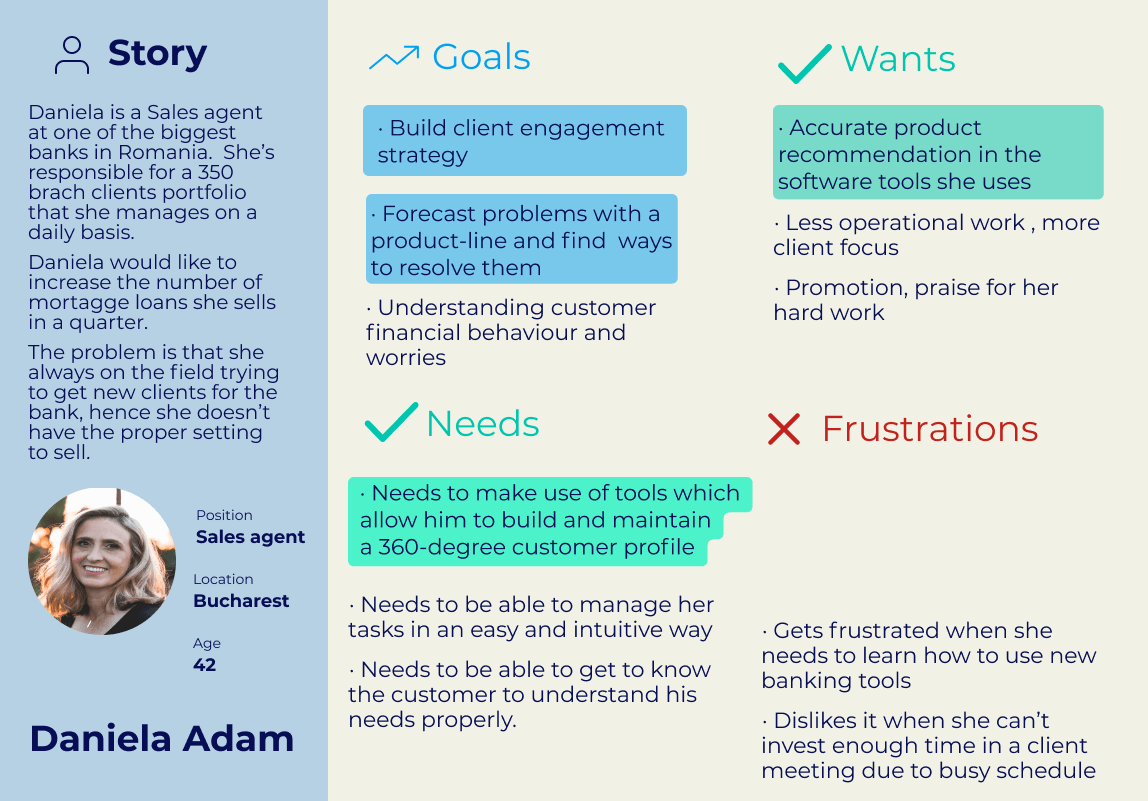 Story
Daniela is a Sales agent
at one of the biggest
banks in Romania.  She’s
responsible for a 350
brach clients portfolio
that she manages on a
daily basis.
Daniela would like to
increase the number of
mortagge loans she sells
in a quarter.
The problem is that she
always on the field trying
to get new clients for the
bank, hence she doesn’t
have the proper setting
to sell.
Position
Sales agent
Location
Bucharest
Age
42
Daniela Adam
Goals
· Build client engagement
strategy
· Forecast problems with a
product-line and find  ways
to resolve them
· Understanding customer
financial behaviour and
worries
Wants
· Accurate product
recommendation in the
software tools she uses
· Less operational work , more
client focus
· Promotion, praise for her
hard work
Needs
· Needs to make use of tools which
allow him to build and maintain
a 360-degree customer profile
· Needs to be able to manage her
tasks in an easy and intuitive way
· Needs to be able to get to know
the customer to understand his
needs properly.
Frustrations
· Gets frustrated when she
needs to learn how to use new
banking tools
· Dislikes it when she can’t
invest enough time in a client
meeting due to busy schedule